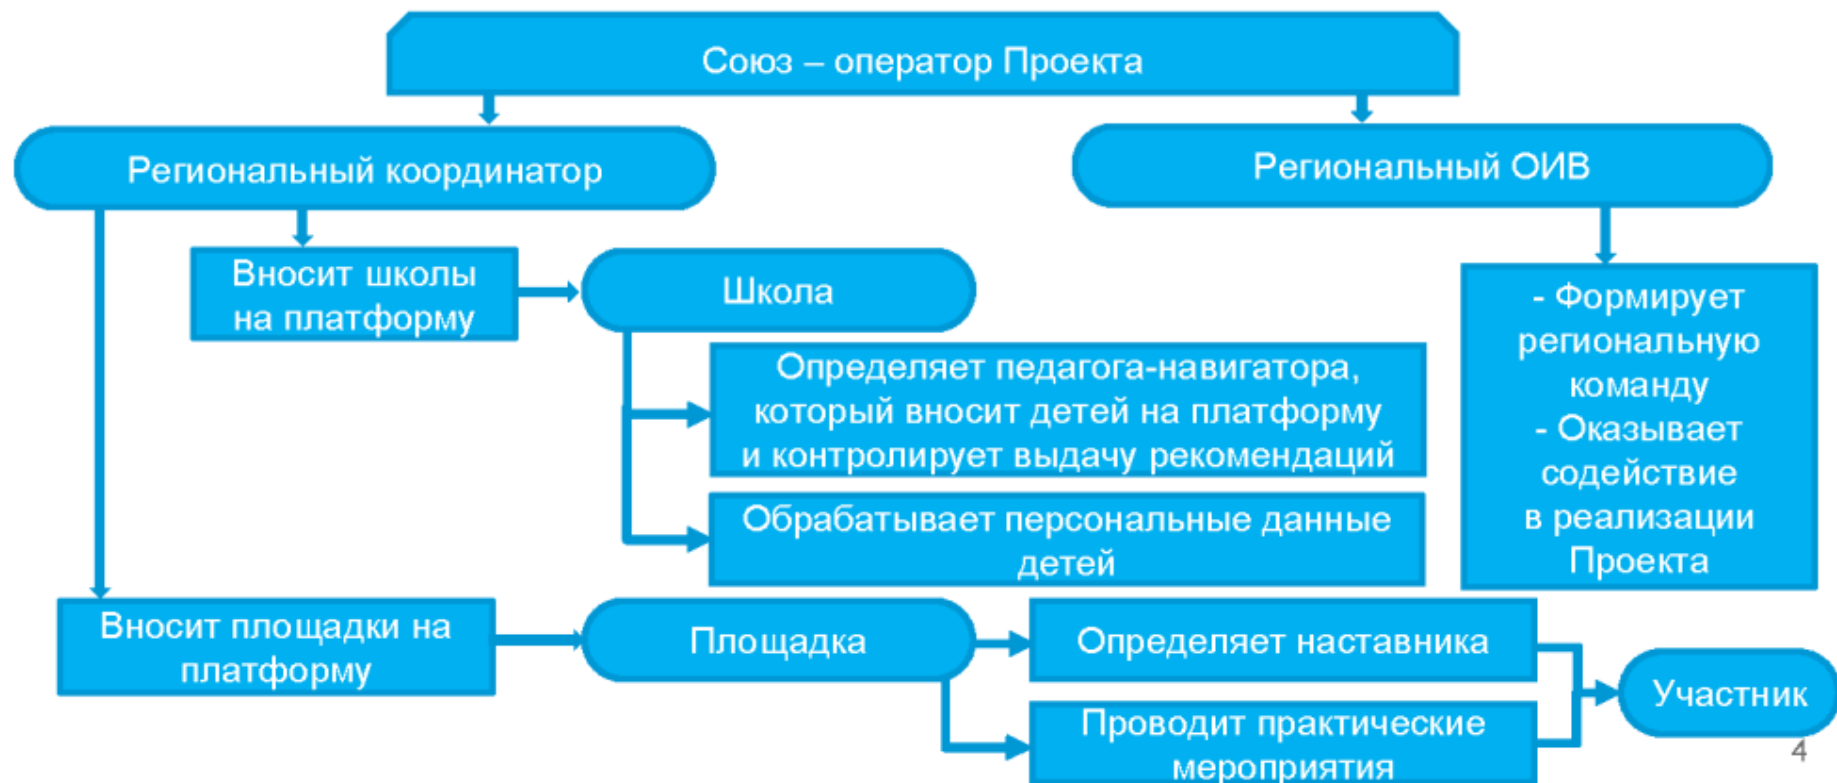 Союз – оператор Проекта
Региональный координатор
Региональный ОИВ
Вносит школы
на платформу
Школа
- Формирует
региональную
команду
- Оказывает
содействие
в реализации
Проекта
Определяет педагога-навигатора,
который вносит детей на платформу
и контролирует выдачу рекомендаций
Обрабатывает персональные данные
детей
Вносит площадки на
платформу
Площадка
Определяет наставника
Проводит практические
мероприятия
Участник
4